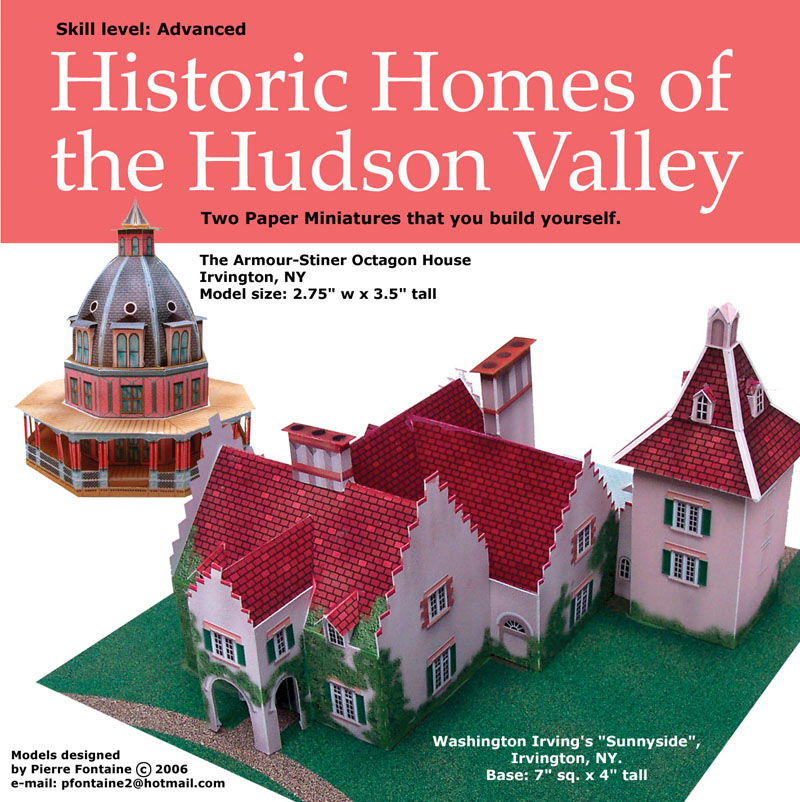 Skill level: Advanced
Historic Homes of
the Hudson Valley
Two Paper Miniatures that you build yourself.
The Armour-Stiner Octagon House
Irvington, NY
Model size: 2.75" w x 3.5" tall
Washington Irving's "Sunnyside",
Irvington, NY.
Base: 7" sq. x 4" tall
Models designed
by Pierre Fontaine © 2006
e-mail: pfontaine2@hotmail.com